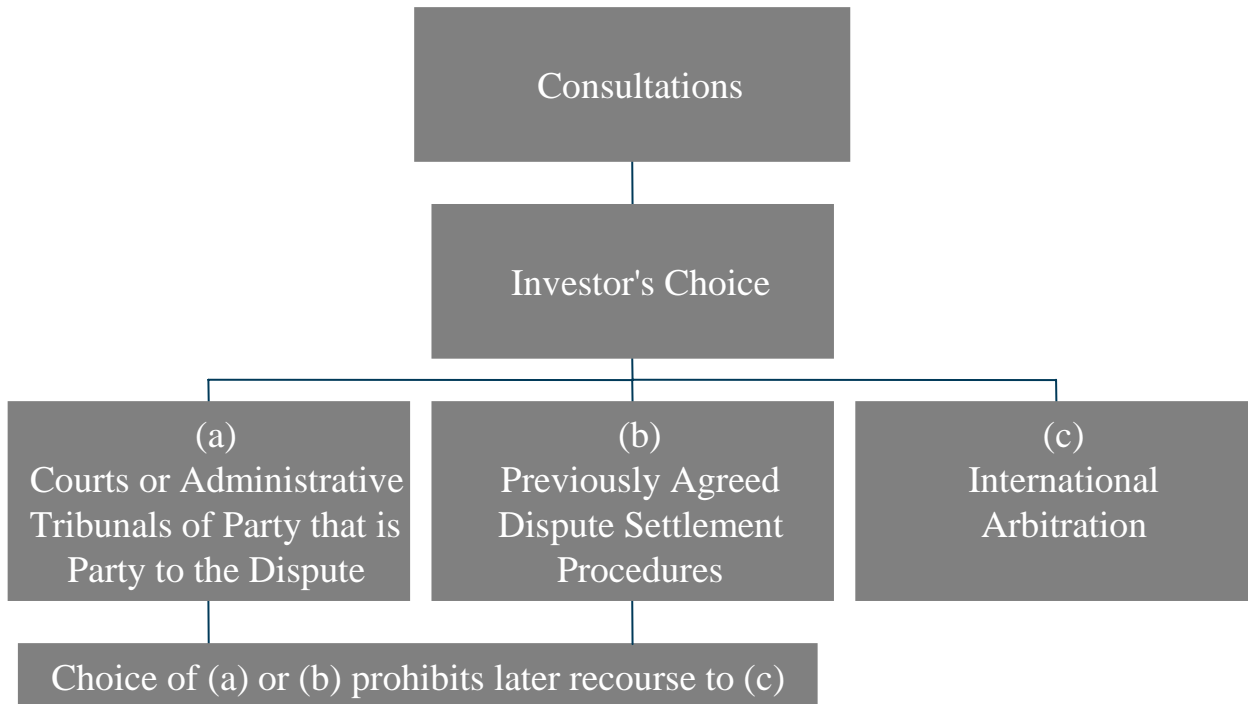 Consultations
Investor's Choice
(a)
Courts or Administrative
Tribunals of Party that is
Party to the Dispute
(b)
Previously Agreed
Dispute Settlement
Procedures
(c)
International
Arbitration
Choice of (a) or (b) prohibits later recourse to (c)